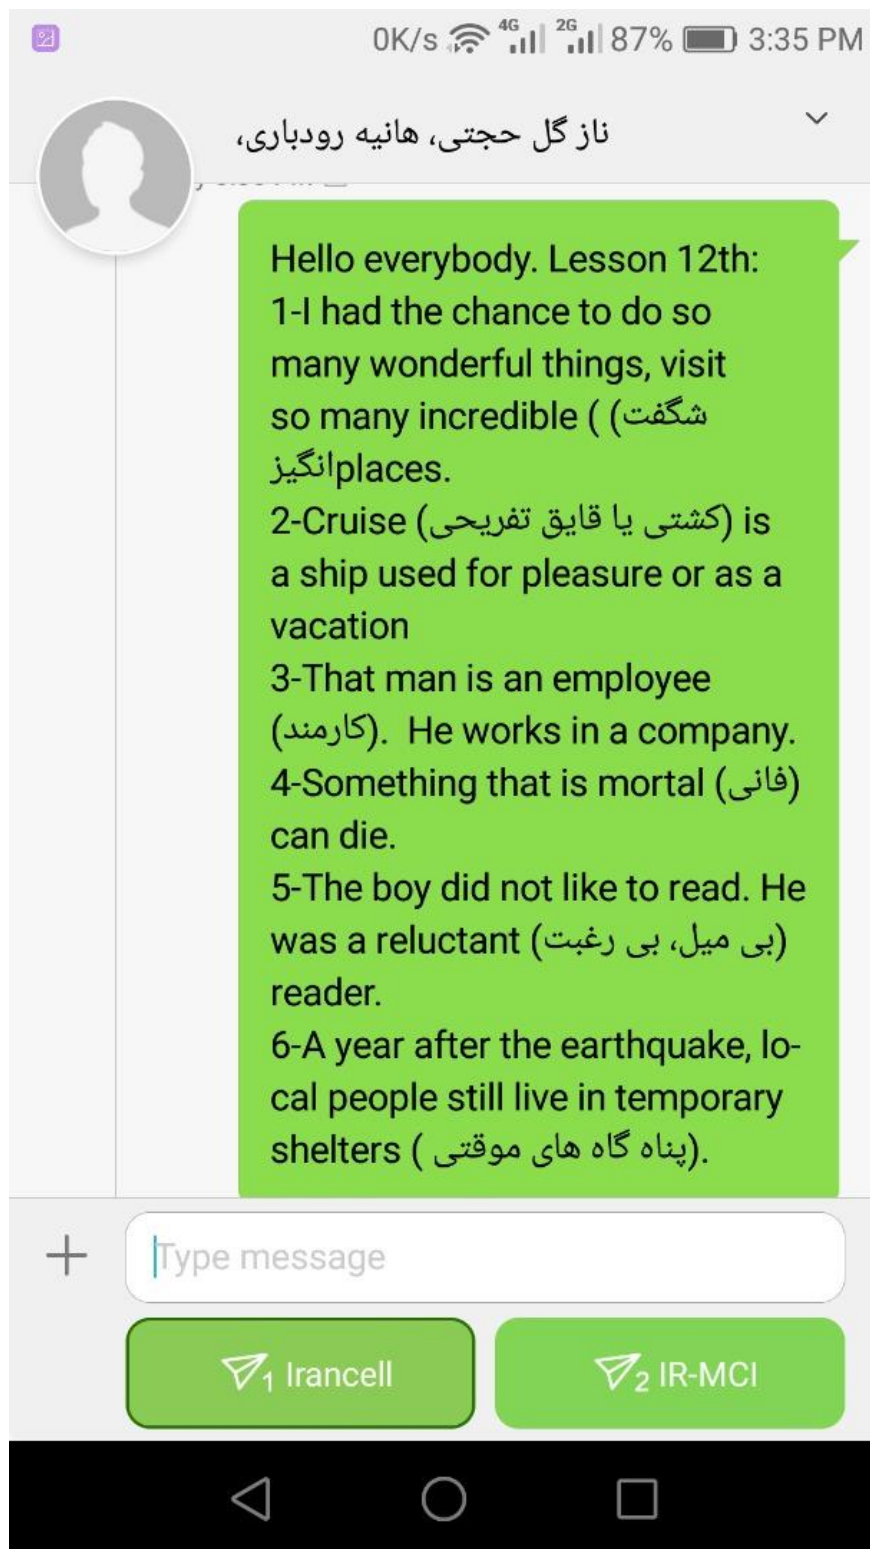 0K/s 4G 2G 87% 3:35 PM
ناز گل حجتی، هانیه رودباری،
Hello everybody. Lesson 12th:
1-I had the chance to do so
many wonderful things, visit
so many incredible ( (شگفت
انگیزplaces.
2-Cruise (کشتی یا قایق تفریحی) is
a ship used for pleasure or as a
vacation
3-That man is an employee
(کارمند).  He works in a company.
4-Something that is mortal (فانی)
can die.
5-The boy did not like to read. He
was a reluctant (بی میل، بی رغبت)
reader.
6-A year after the earthquake, lo-
cal people still live in temporary
shelters ( پناه گاه های موقتی).
Type message
1 Irancell
2 IR-MCI